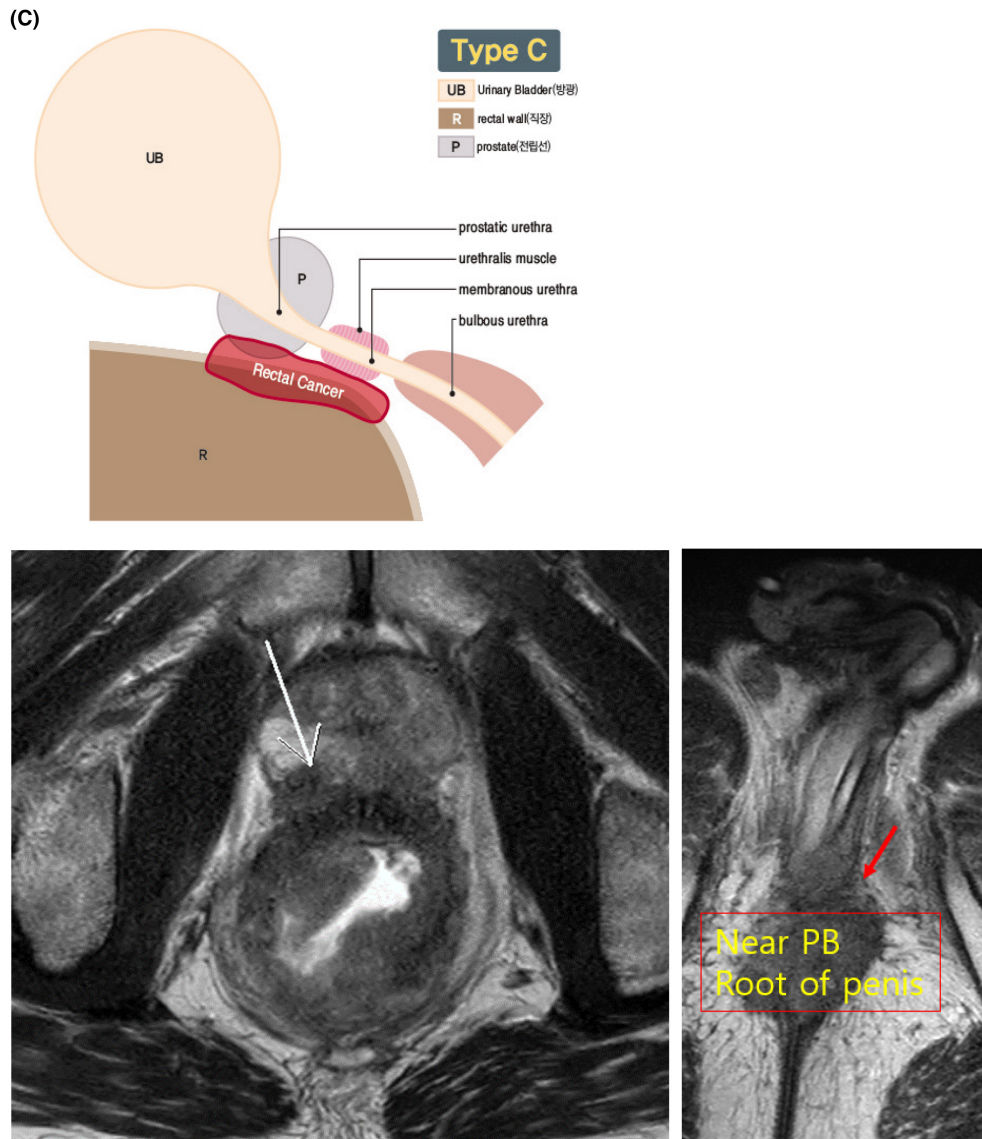 (C)
Type C
UB Urinary Bladder(방광)
R rectal wall(직장)
P prostate(전립선)
UB
prostatic urethra
P
urethralis muscle
membranous urethra
bulbous urethra
Rectal Cancer
R
Near PB
Root of penis